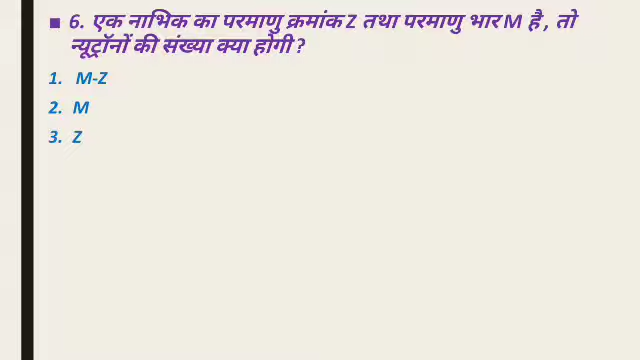 ▪ 6. एक नाभिक का परमाणु क्रमांक Z तथा परमाणु भार M है , तो
न्यूट्रॉनों की संख्या क्या होगी ?
1. M-Z
2. M
3. Z